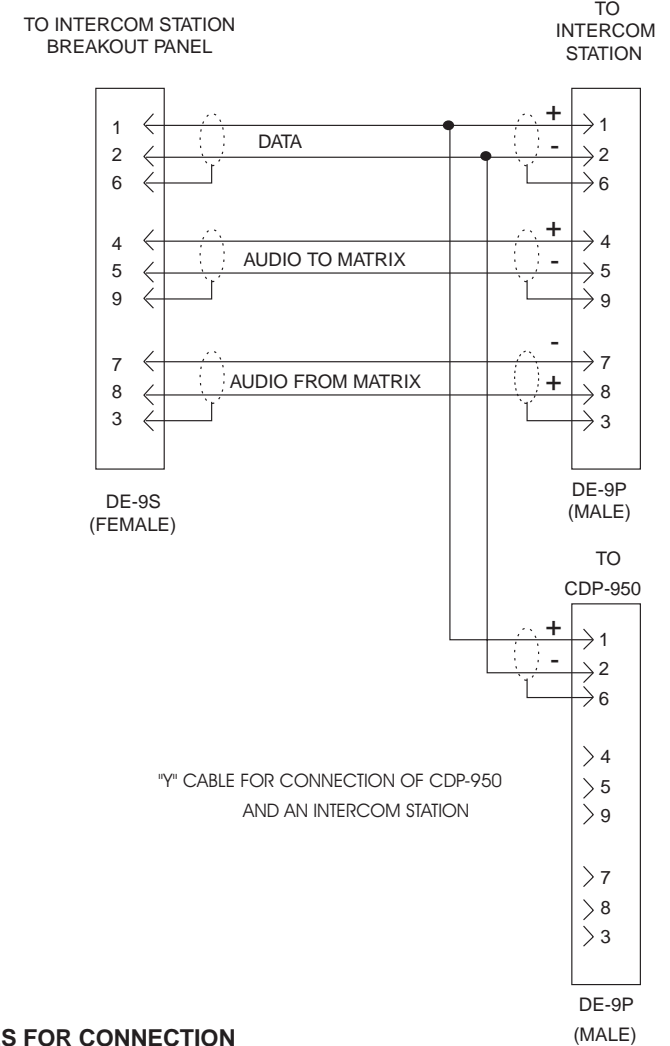 TO INTERCOM STATION
BREAKOUT PANEL
TO
INTERCOM
STATION
1
2
6
4
5
9
7
8
3
DATA
AUDIO TO MATRIX
AUDIO FROM MATRIX
+
-
+
-
-
+
1
2
6
4
5
9
7
8
3
DE-9S
(FEMALE)
DE-9P
(MALE)
TO
CDP-950
+
-
1
2
6
4
5
9
7
8
3
"Y" CABLE FOR CONNECTION OF CDP-950
AND AN INTERCOM STATION
DE-9P
(MALE)
S FOR CONNECTION